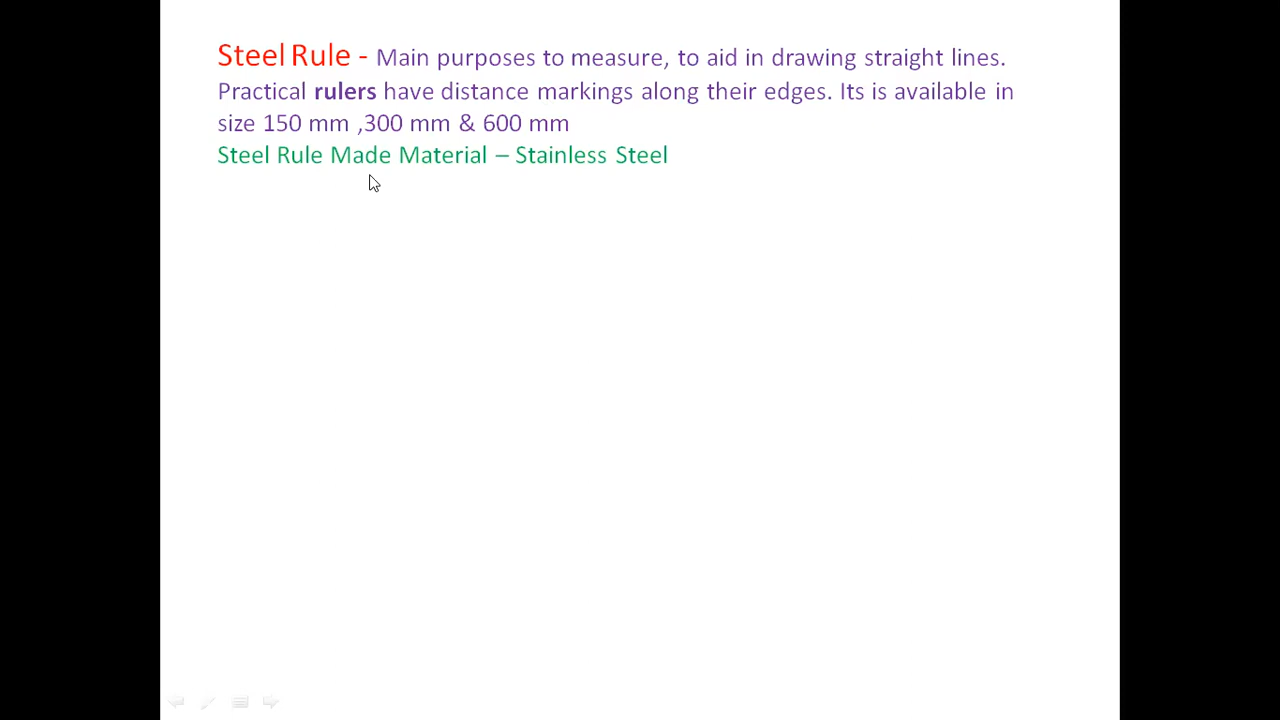 Steel Rule - Main purposes to measure, to aid in drawing straight lines.
Practical rulers have distance markings along their edges. Its is available in
size 150 mm ,300 mm & 600 mm
Steel Rule Made Material – Stainless Steel